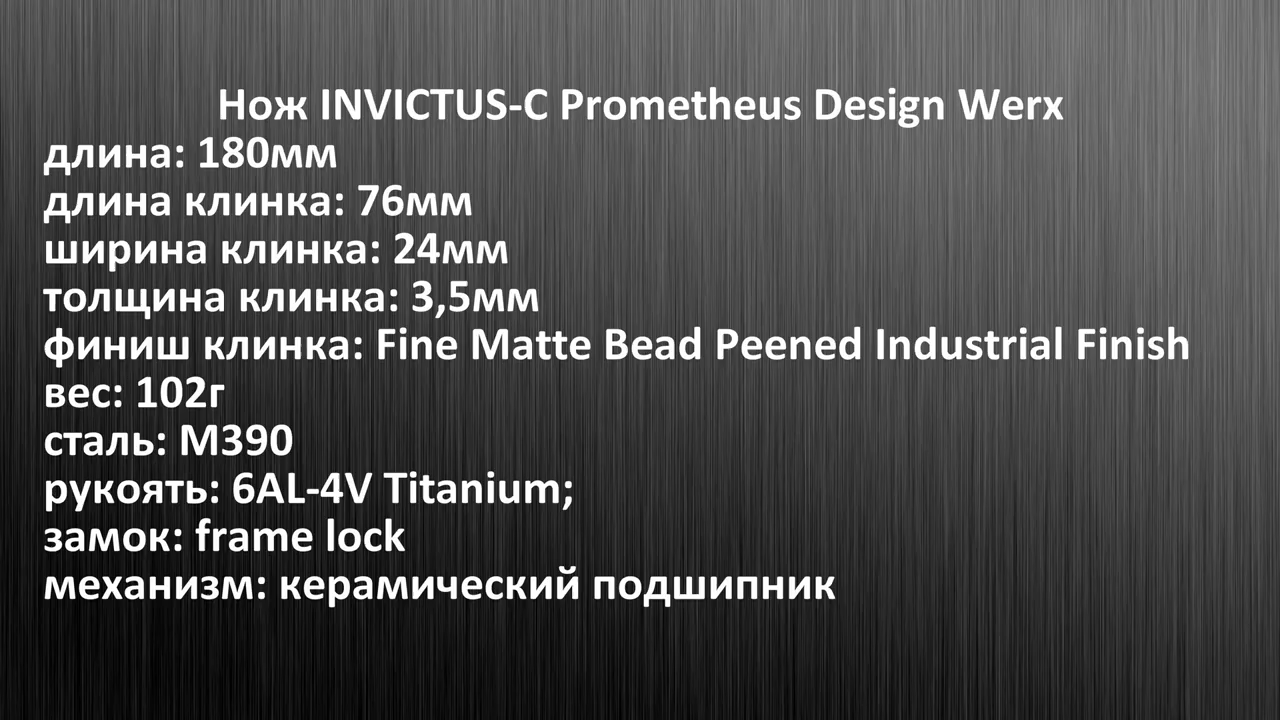 Нож INVICTUS-C Prometheus Design Werx
длина: 180мм
длина клинка: 76мм
ширина клинка: 24мм
толщина клинка: 3,5мм
финиш клинка: Fine Matte Bead Peened Industrial Finish
вес: 102г
сталь: M390
рукоять: 6AL-4V Titanium;
замок: frame lock
механизм: керамический подшипник